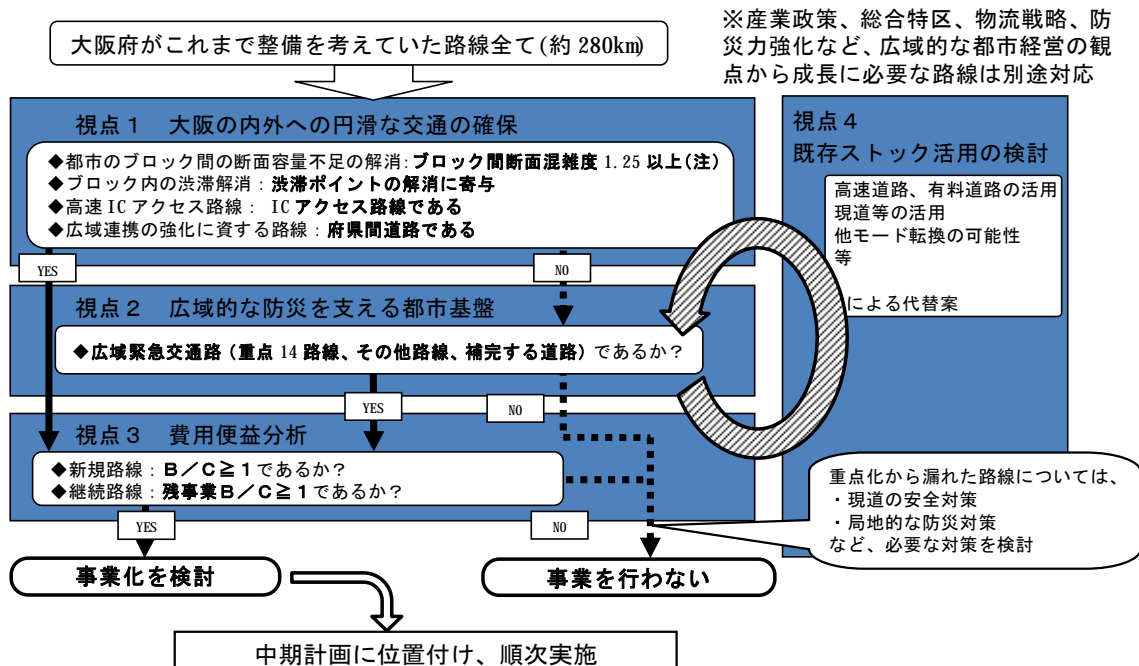 大阪府がこれまで整備を考えていた路線全て(約 280km)
※産業政策、総合特区、物流戦略、防
災力強化など、広域的な都市経営の観
点から成長に必要な路線は別途対応
視点１　大阪の内外への円滑な交通の確保
◆都市のブロック間の断面容量不足の解消:ブロック間断面混雑度 1.25 以上(注)
◆ブロック内の渋滞解消：渋滞ポイントの解消に寄与
◆高速 IC アクセス路線： IC アクセス路線である
◆広域連携の強化に資する路線：府県間道路である
YES
NO
視点４
既存ストック活用の検討
高速道路、有料道路の活用
現道等の活用
他モード転換の可能性
等
による代替案
視点２　広域的な防災を支える都市基盤
◆広域緊急交通路（重点 14 路線、その他路線、補完する道路）であるか？
YES
NO
視点３　費用便益分析
◆新規路線：Ｂ／Ｃ≧１であるか？
◆継続路線：残事業Ｂ／Ｃ≧１であるか？
YES
NO
重点化から漏れた路線については、
・現道の安全対策
・局地的な防災対策
など、必要な対策を検討
事業化を検討
事業を行わない
中期計画に位置付け、順次実施